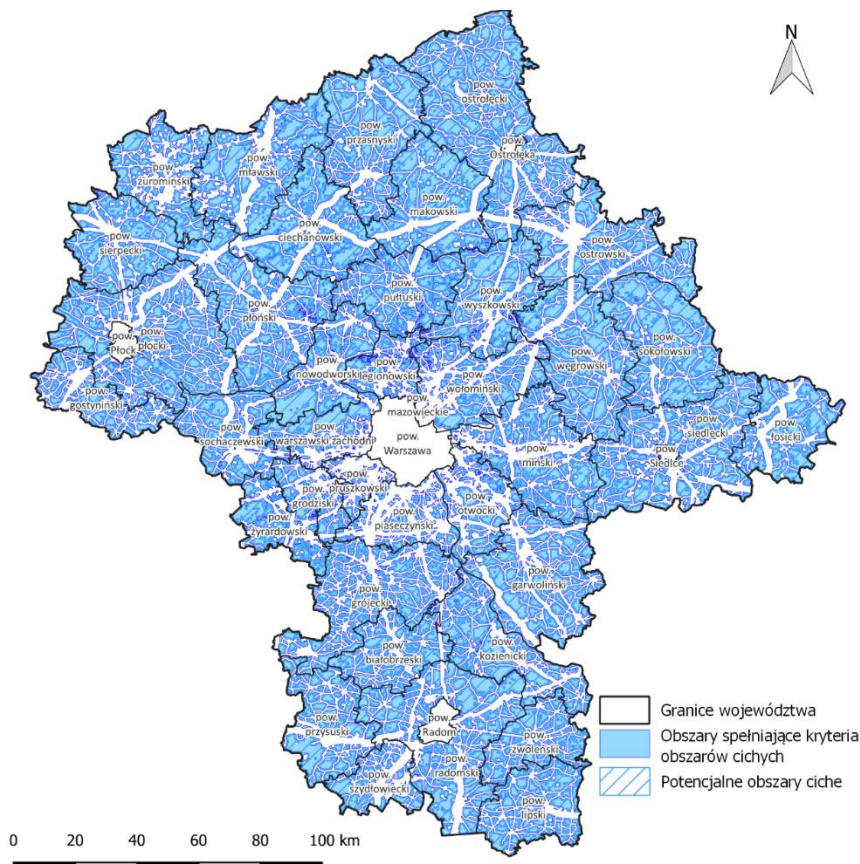 N
pow.
ostrołęcki
pow.
przasnyski
pow.
Ostrołęka
pow.
mławski
pow.
żuromiński
pow.
makowski
pow.
ciechanowski
pow.
sierpecki
pow.
ostrowski
pow.
pułtuski
pow.
wyszkowski
pow.
płoński
pow.
Płock
pow.
płocki
pow.
sokołowski
pow.
węgrowski
pow.
nowodworski
pow.
legionowski
pow.
wołomiński
pow.
gostyniński
pow.
mazowieckie
pow.
sochaczewski
pow.
warszawski zachodni
pow.
Warszawa
pow.
siedlecki
pow.
łosicki
pow.
miński
pow.
Siedlce
pow.
pruszkowski
pow.
grodziski
pow.
otwocki
pow.
piaseczyński
pow.
żyrardowski
pow.
garwoliński
pow.
grójecki
pow.
białobrzeski
pow.
kozienicki
pow.
przysuski
pow.
Radom
pow.
zwoleński
pow.
radomski
pow.
szydłowiecki
pow.
lipski
Granice województwa
Obszary spełniające kryteria
obszarów cichych
Potencjalne obszary ciche
0 20 40 60 80 100 km